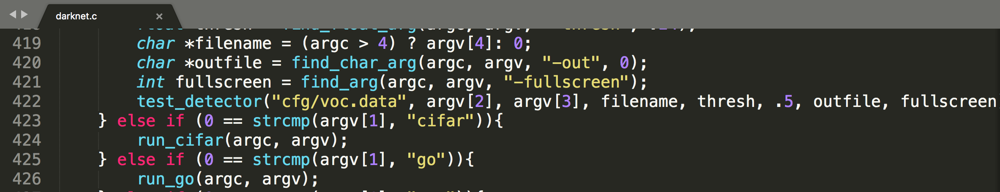 darknet.c ×
419 char *filename = (argc > 4) ? argv[4]: 0;
420 char *outfile = find_char_arg(argc, argv, "-out", 0);
421 int fullscreen = find_arg(argc, argv, "-fullscreen");
422 test_detector("cfg/voc.data", argv[2], argv[3], filename, thresh, .5, outfile, fullscreen
423 } else if (0 == strcmp(argv[1], "cifar")){
424 run_cifar(argc, argv);
425 } else if (0 == strcmp(argv[1], "go")){
426 run_go(argc, argv);